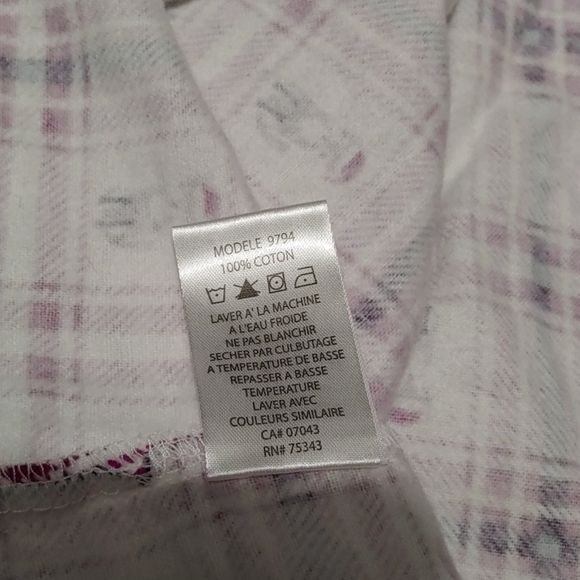 MODELE 9794
100% COTON
LAVER A' LA MACHINE
A L'EAU FROIDE
NE PAS BLANCHIR
SECHER PAR CULBUTAGE
A TEMPERATURE DE BASSE
REPASSER A BASSE
TEMPERATURE
LAVER AVEC
COULEURS SIMILAIRE
CA# 07043
RN# 75343